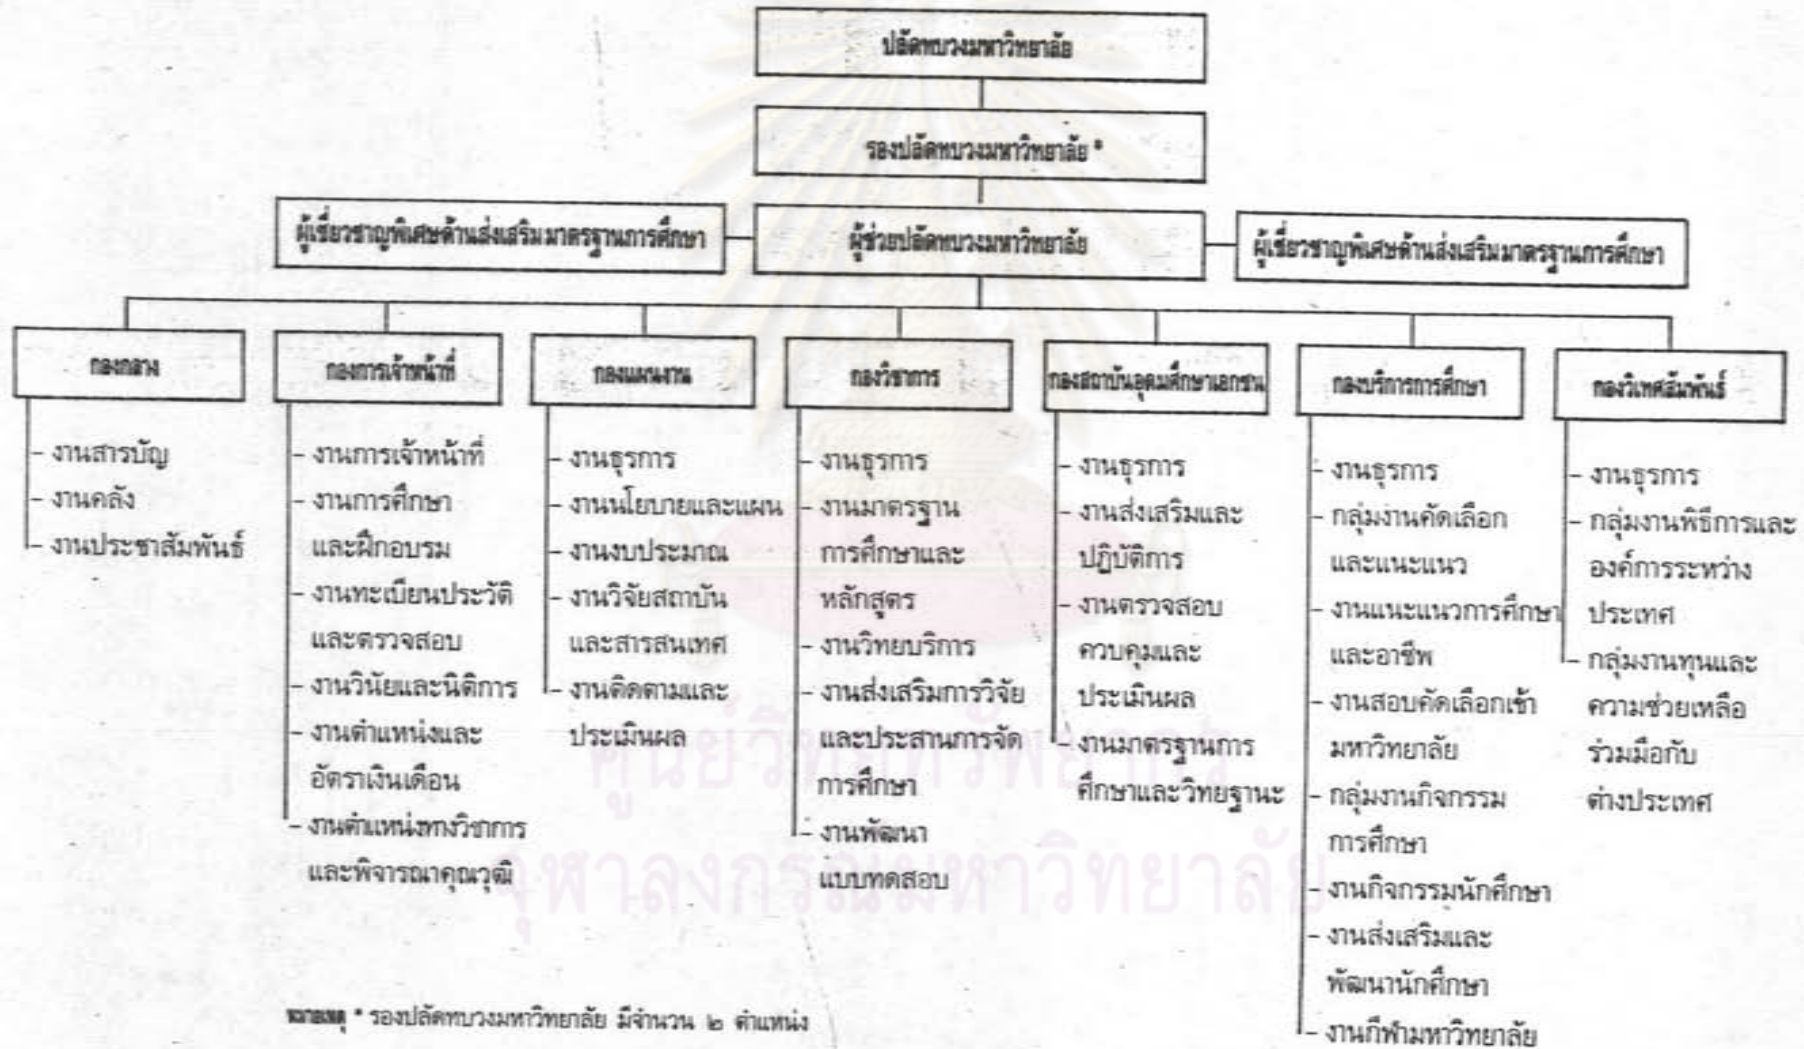 ปลัดทบวงมหาวิทยาลัย
รองปลัดทบวงมหาวิทยาลัย *
ผู้เชี่ยวชาญพิเศษด้านส่งเสริมมาตรฐานการศึกษา
ผู้ช่วยปลัดทบวงมหาวิทยาลัย
ผู้เชี่ยวชาญพิเศษด้านส่งเสริมมาตรฐานการศึกษา
กองกลาง
- งานสารบัญ
- งานคลัง
- งานประชาสัมพันธ์
กองการเจ้าหน้าที่
- งานการเจ้าหน้าที่
- งานการศึกษา
และฝึกอบรม
- งานทะเบียนประวัติ
และตรวจสอบ
- งานวินัยและนิติการ
- งานตำแหน่งและ
อัตราเงินเดือน
- งานตำแหน่งทางวิชาการ
และพิจารณาคุณวุฒิ
กองแผนงาน
- งานธุรการ
- งานนโยบายและแผน
- งานงบประมาณ
- งานวิจัยสถาบัน
และสารสนเทศ
- งานติดตามและ
ประเมินผล
กองวิชาการ
- งานธุรการ
- งานมาตรฐาน
การศึกษาและ
หลักสูตร
- งานวิทยบริการ
- งานส่งเสริมการวิจัย
และประสานการจัด
การศึกษา
- งานพัฒนา
แบบทดสอบ
กองสถาบันอุดมศึกษาเอกชน
- งานธุรการ
- งานส่งเสริมและ
ปฏิบัติการ
- งานตรวจสอบ
ควบคุมและ
ประเมินผล
- งานมาตรฐานการ
ศึกษาและวิทยฐานะ
กองบริการการศึกษา
- งานธุรการ
- กลุ่มงานคัดเลือก
และแนะแนว
- งานแนะแนวการศึกษา
และอาชีพ
- งานสอบคัดเลือกเข้า
มหาวิทยาลัย
- กลุ่มงานกิจกรรม
การศึกษา
- งานกิจกรรมนักศึกษา
- งานส่งเสริมและ
พัฒนานักศึกษา
- งานกีฬามหาวิทยาลัย
กองวิเทศสัมพันธ์
- งานธุรการ
- กลุ่มงานพิธีการและ
องค์การระหว่าง
ประเทศ
- กลุ่มงานทุนและ
ความช่วยเหลือ
ร่วมมือกับ
ต่างประเทศ
ศูนย์วิทยทรัพยากร
จุฬาลงกรณ์มหาวิทยาลัย
หมายเหตุ * รองปลัดทบวงมหาวิทยาลัย มีจำนวน ๒ ตำแหน่ง